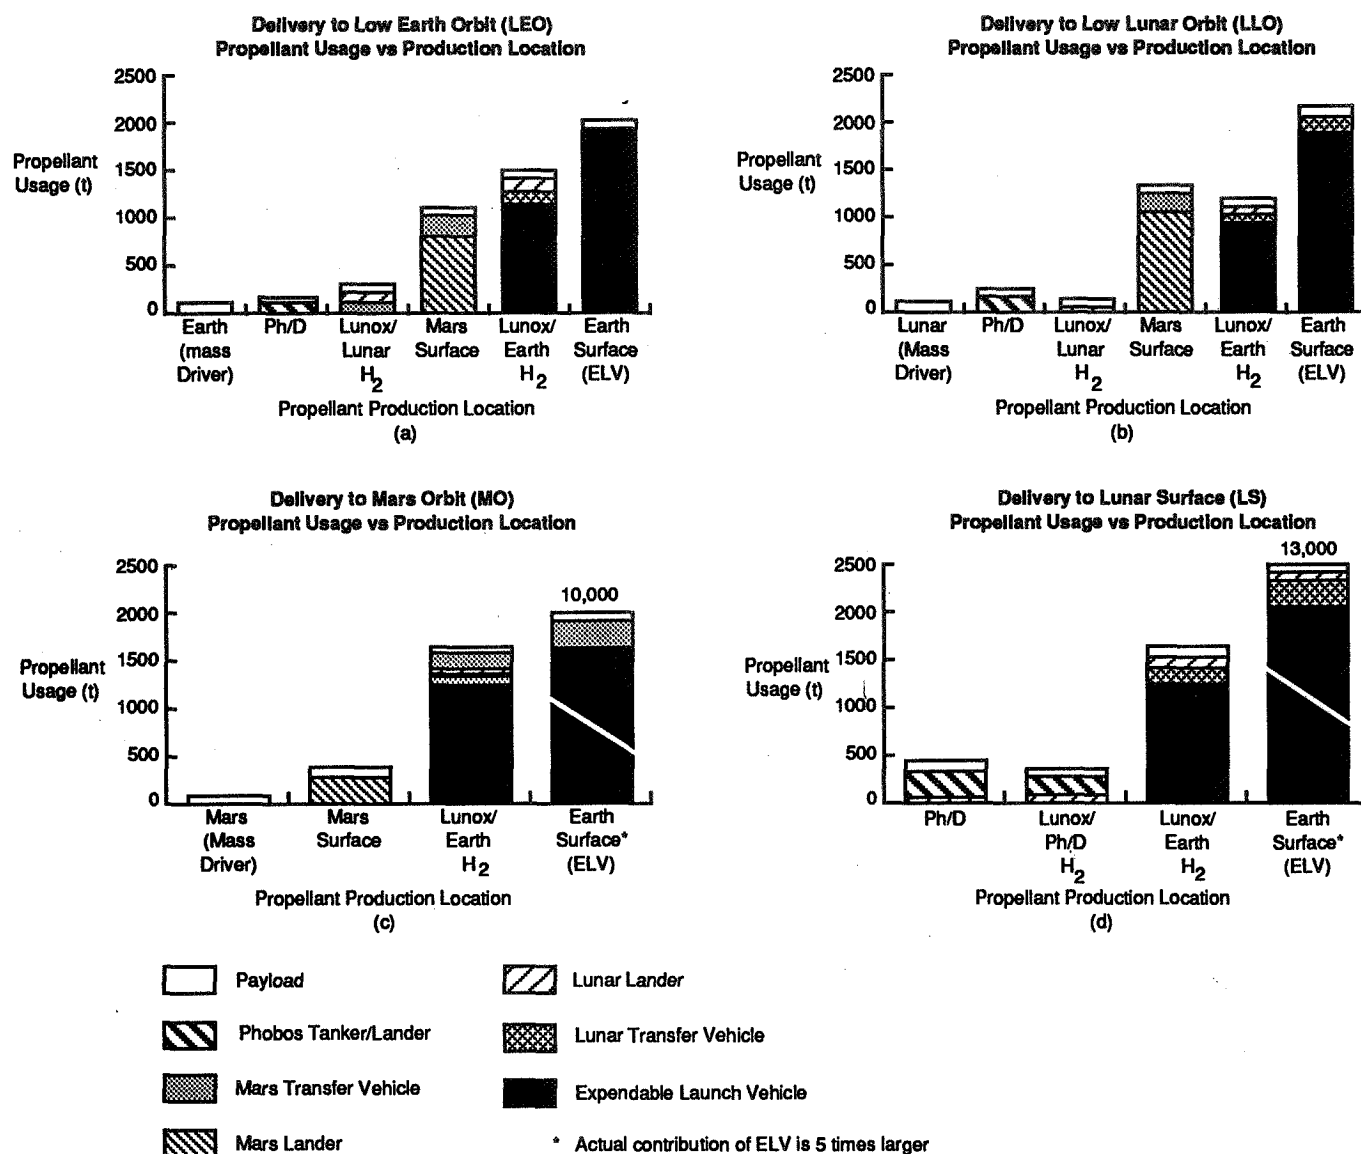 Delivery to Low Earth Orbit (LEO)
Propellant Usage vs Production Location
2500
2000
1500
1000
500
0
Propellant
Usage (t)
Earth
(mass
Driver)
Ph/D
Lunox/
Lunar
H2
Mars
Surface
Lunox/
Earth
H2
Earth
Surface
(ELV)
Propellant Production Location
(a)
Delivery to Low Lunar Orbit (LLO)
Propellant Usage vs Production Location
2500
2000
1500
1000
500
0
Propellant
Usage (t)
Lunar
(Mass
Driver)
Ph/D
Lunox/
Lunar
H2
Mars
Surface
Lunox/
Earth
H2
Earth
Surface
(ELV)
Propellant Production Location
(b)
Delivery to Mars Orbit (MO)
Propellant Usage vs Production Location
2500
2000
1500
1000
500
0
Propellant
Usage (t)
10,000
Mars
(Mass
Driver)
Mars
Surface
Lunox/
Earth
H2
Earth
Surface*
(ELV)
Propellant Production Location
(c)
Delivery to Lunar Surface (LS)
Propellant Usage vs Production Location
13,000
2500
2000
1500
1000
500
0
Propellant
Usage (t)
Ph/D
Lunox/
Ph/D
H2
Lunox/
Earth
H2
Earth
Surface*
(ELV)
Propellant Production Location
(d)
Payload
Phobos Tanker/Lander
Mars Transfer Vehicle
Mars Lander
Lunar Lander
Lunar Transfer Vehicle
Expendable Launch Vehicle
* Actual contribution of ELV is 5 times larger